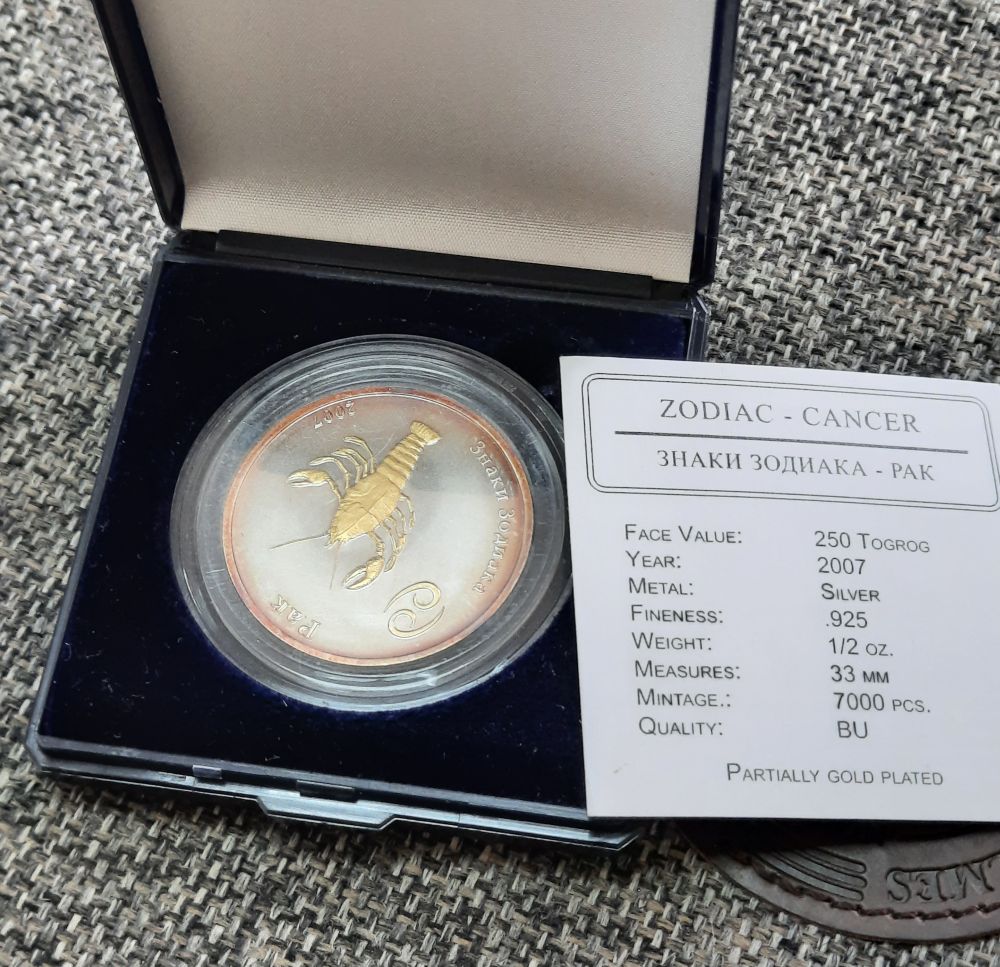 2007
Знаки Зодиака
Рак
ZODIAC - CANCER
ЗНАКИ ЗОДИАКА - РАК
FACE VALUE: 250 TOGROG
YEAR: 2007
METAL: SILVER
FINENESS: .925
WEIGHT: 1/2 OZ.
MEASURES: 33 MM
MINTAGE.: 7000 PCS.
QUALITY: BU
PARTIALLY GOLD PLATED